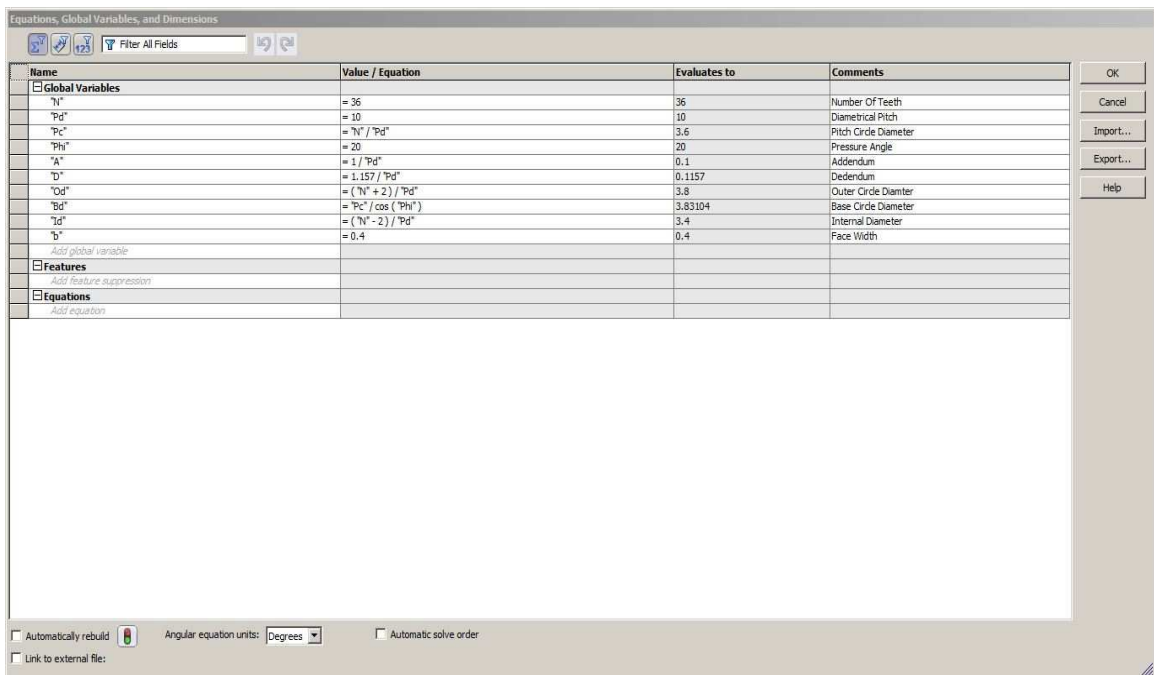 Equations, Global Variables, and Dimensions
Filter All Fields
Name Value / Equation Evaluates to Comments
Global Variables
"N" = 36 36 Number Of Teeth
"Pd" = 10 10 Diametrical Pitch
"Pc" = "N" / "Pd" 3.6 Pitch Circle Diameter
"Phi" = 20 20 Pressure Angle
"A" = 1 / "Pd" 0.1 Addendum
"D" = 1.157 / "Pd" 0.1157 Dedendum
"Od" = ( "N" + 2 ) / "Pd" 3.8 Outer Circle Diamter
"Bd" = "Pc" / cos ( "Phi" ) 3.83104 Base Circle Diameter
"Id" = ( "N" - 2 ) / "Pd" 3.4 Internal Diameter
"b" = 0.4 0.4 Face Width
Add global variable
Features
Add feature suppression
Equations
Add equation
OK
Cancel
Import...
Export...
Help
Automatically rebuild Angular equation units: Degrees Automatic solve order
Link to external file: